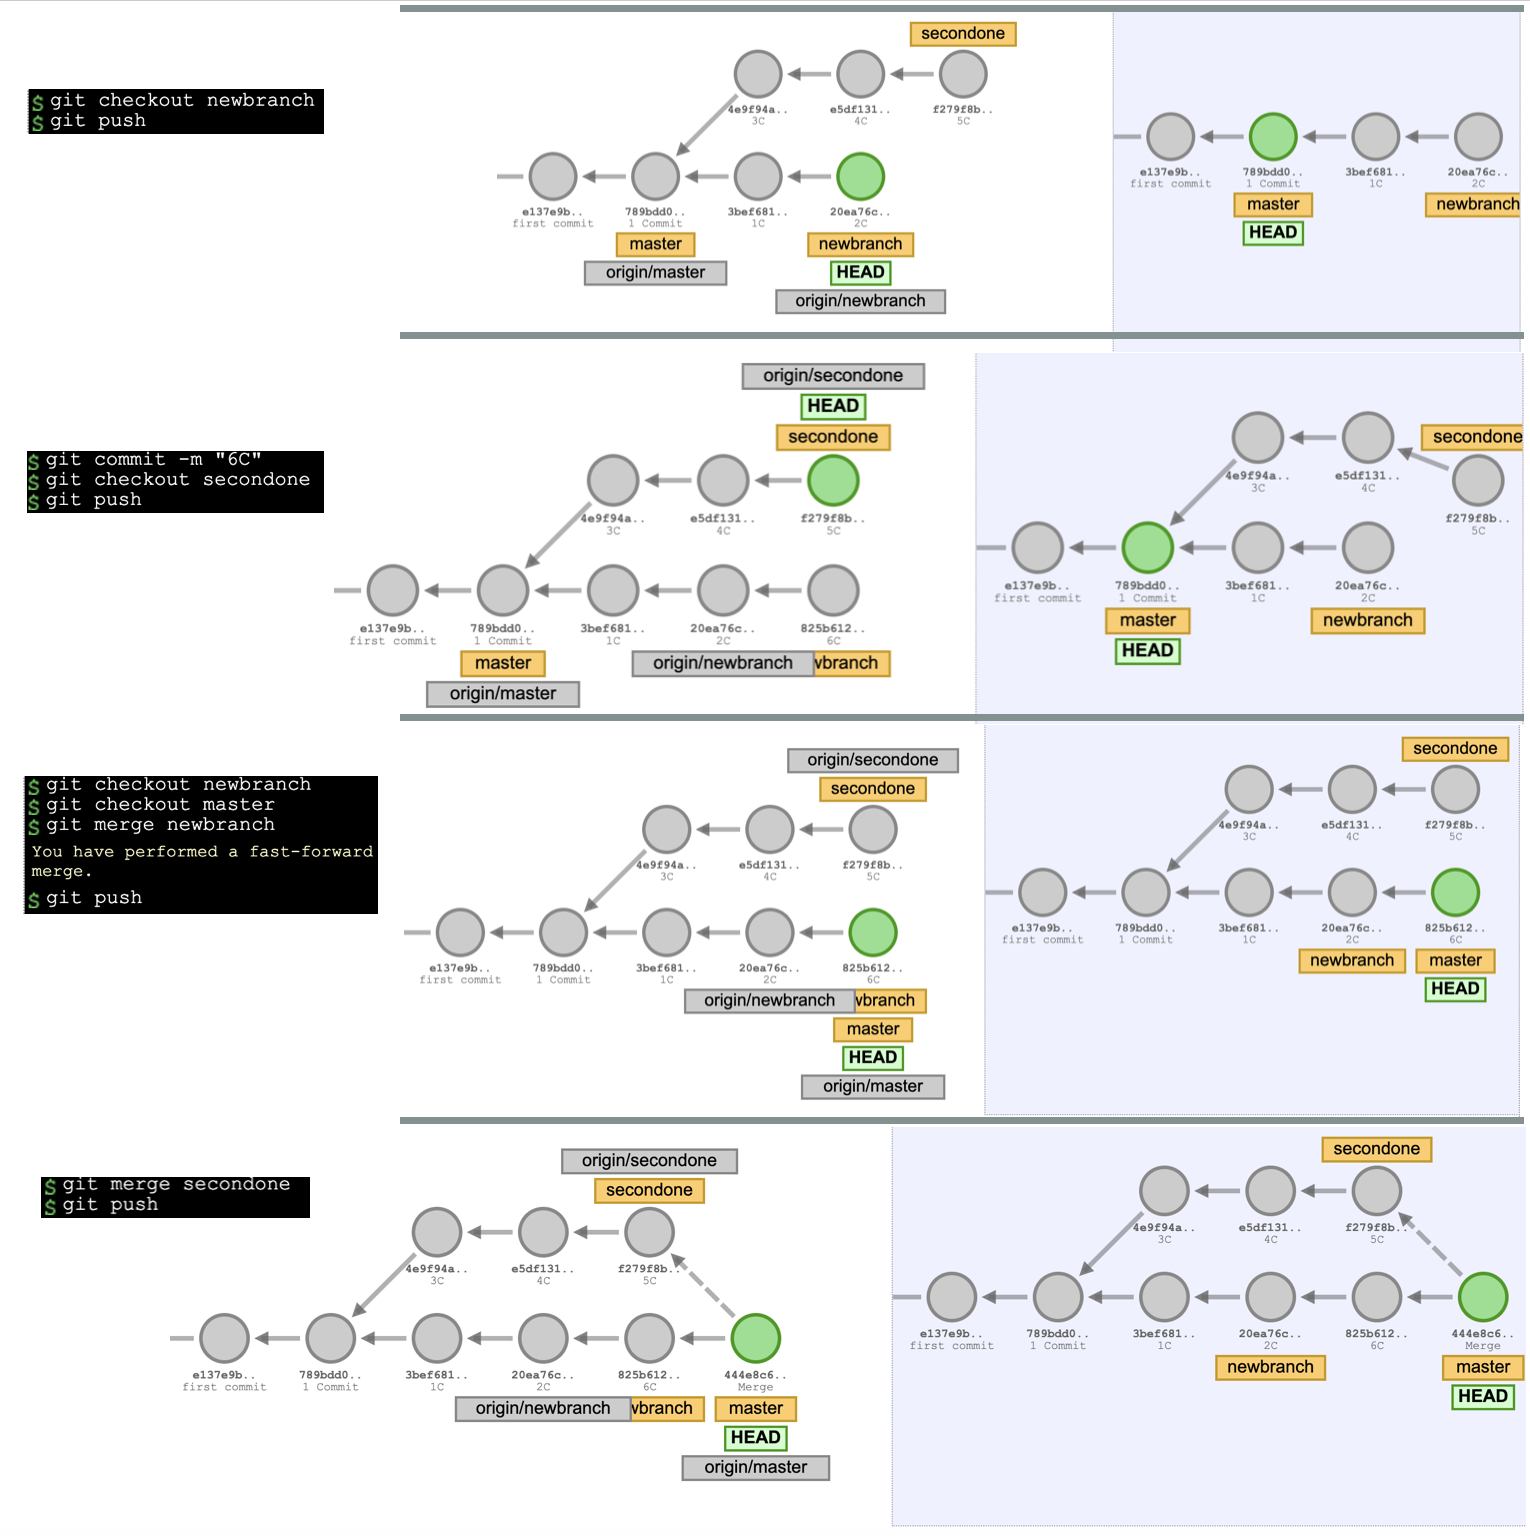 $ git checkout newbranch
$ git push
secondone
4e9f94a..
3C
e5df131..
4C
f279f8b..
5C
e137e9b..
first commit
789bdd0..
1 Commit
3bef681..
1C
20ea76c..
2C
master
origin/master
newbranch
HEAD
origin/newbranch
e137e9b..
first commit
789bdd0..
1 Commit
3bef681..
1C
20ea76c..
2C
master
HEAD
newbranch
$ git commit -m "6C"
$ git checkout secondone
$ git push
origin/secondone
HEAD
secondone
4e9f94a..
3C
e5df131..
4C
f279f8b..
5C
e137e9b..
first commit
789bdd0..
1 Commit
3bef681..
1C
20ea76c..
2C
825b612..
6C
master
origin/master
origin/newbranch
wbranch
secondone
4e9f94a..
3C
e5df131..
4C
f279f8b..
5C
e137e9b..
first commit
789bdd0..
1 Commit
3bef681..
1C
20ea76c..
2C
master
HEAD
newbranch
$ git checkout newbranch
$ git checkout master
$ git merge newbranch
You have performed a fast-forward
merge.
$ git push
origin/secondone
secondone
4e9f94a..
3C
e5df131..
4C
f279f8b..
5C
e137e9b..
first commit
789bdd0..
1 Commit
3bef681..
1C
20ea76c..
2C
825b612..
6C
origin/newbranch
wbranch
master
HEAD
origin/master
secondone
4e9f94a..
3C
e5df131..
4C
f279f8b..
5C
e137e9b..
first commit
789bdd0..
1 Commit
3bef681..
1C
20ea76c..
2C
825b612..
6C
newbranch
master
HEAD
$ git merge secondone
$ git push
origin/secondone
secondone
4e9f94a..
3C
e5df131..
4C
f279f8b..
5C
e137e9b..
first commit
789bdd0..
1 Commit
3bef681..
1C
20ea76c..
2C
825b612..
6C
444e8c6..
Merge
origin/newbranch
wbranch
master
HEAD
origin/master
secondone
4e9f94a..
3C
e5df131..
4C
f279f8b..
5C
e137e9b..
first commit
789bdd0..
1 Commit
3bef681..
1C
20ea76c..
2C
825b612..
6C
444e8c6..
Merge
newbranch
master
HEAD